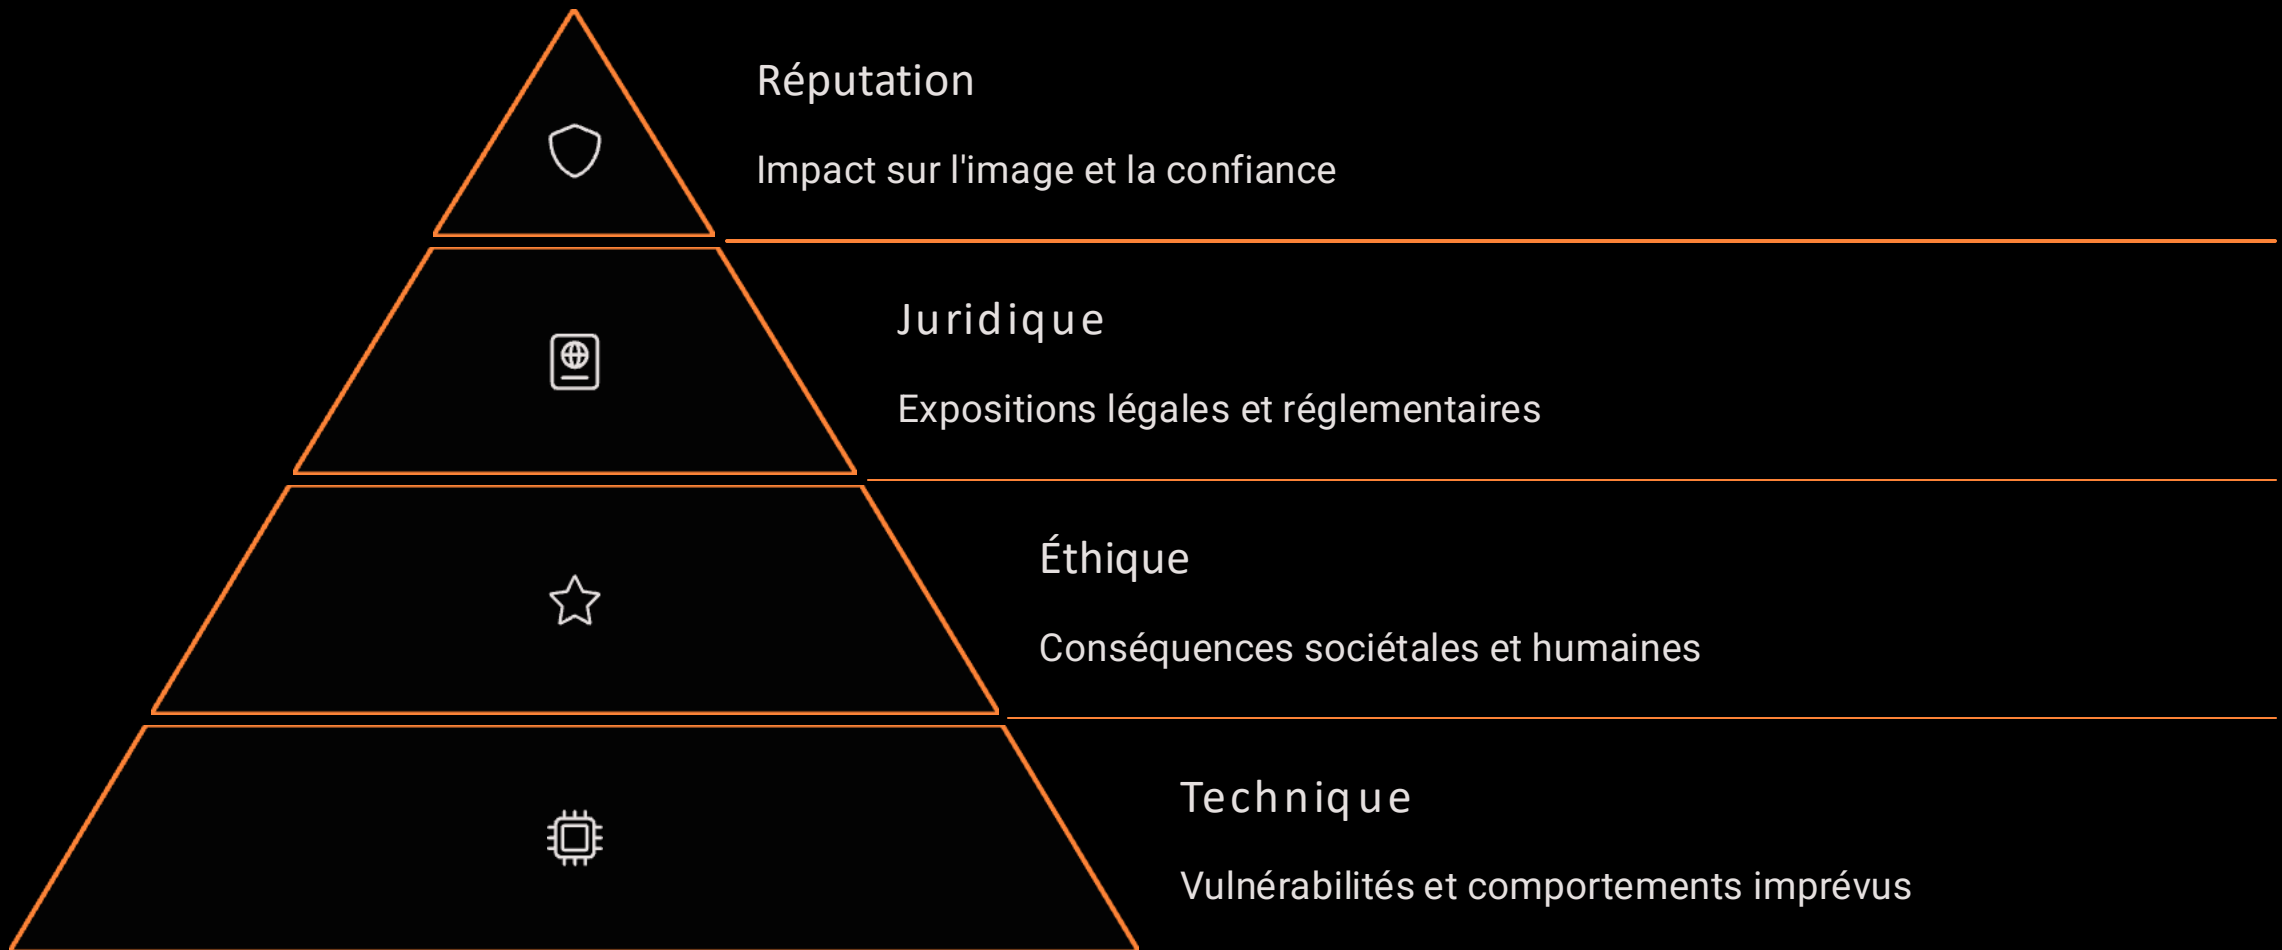 Réputation
Impact sur l'image et la confiance
Juridique
Expositions légales et réglementaires
Éthique
Conséquences sociétales et humaines
Technique
Vulnérabilités et comportements imprévus